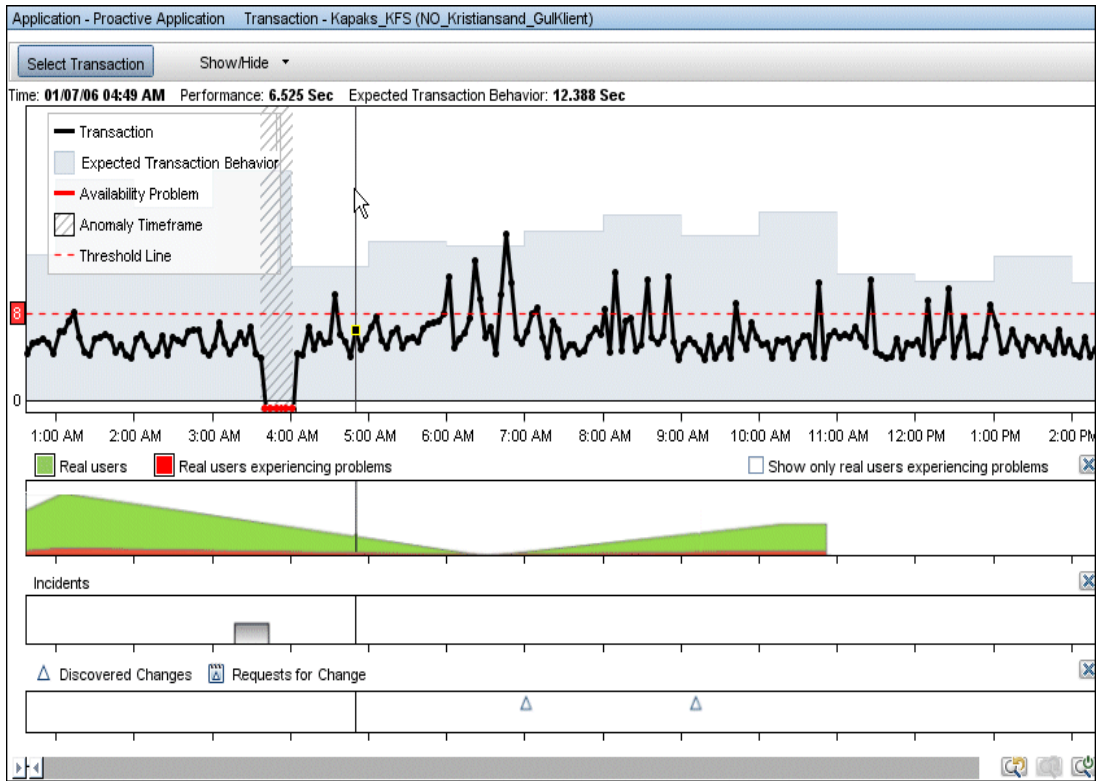 Application - Proactive Application Transaction - Kapaks_KFS (NO_Kristiansand_GulKlient)
Select Transaction Show/Hide
Time: 01/07/06 04:49 AM Performance: 6.525 Sec Expected Transaction Behavior: 12.388 Sec
Transaction
Expected Transaction Behavior
Availability Problem
Anomaly Timeframe
Threshold Line
8
0
1:00 AM 2:00 AM 3:00 AM 4:00 AM 5:00 AM 6:00 AM 7:00 AM 8:00 AM 9:00 AM 10:00 AM 11:00 AM 12:00 PM 1:00 PM 2:00 PM
Real users Real users experiencing problems Show only real users experiencing problems
Incidents
Discovered Changes Requests for Change